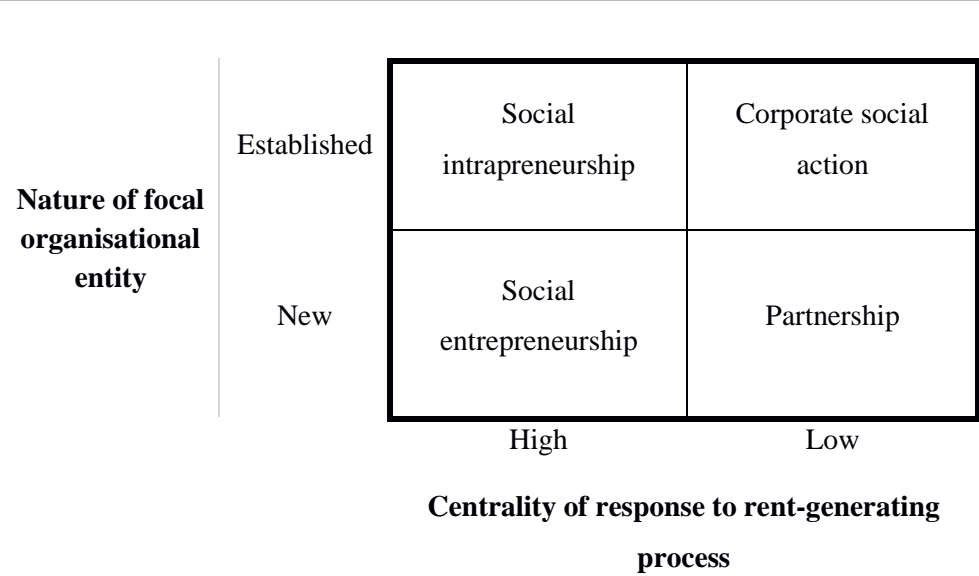 Social
intrapreneurship
Corporate social
action
Established
Nature of focal
organisational
entity
Social
entrepreneurship
Partnership
New
High
Low
Centrality of response to rent-generating
process